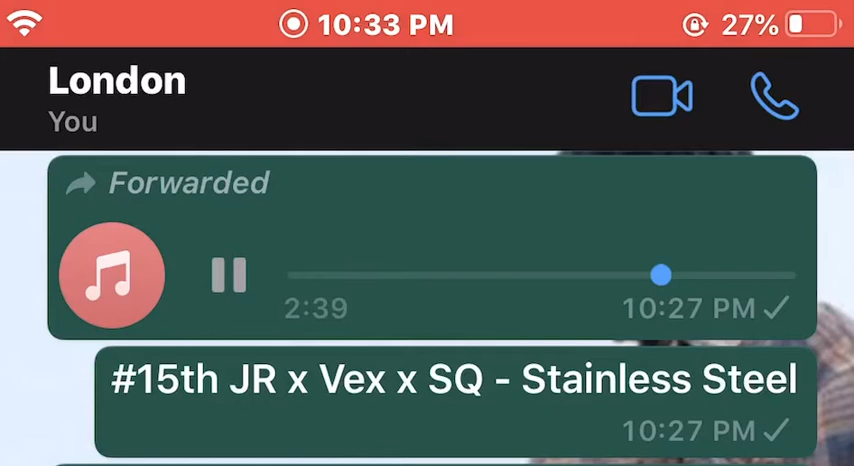 10:33 PM 27%
London
You
Forwarded
2:39 10:27 PM
#15th JR x Vex x SQ - Stainless Steel
10:27 PM